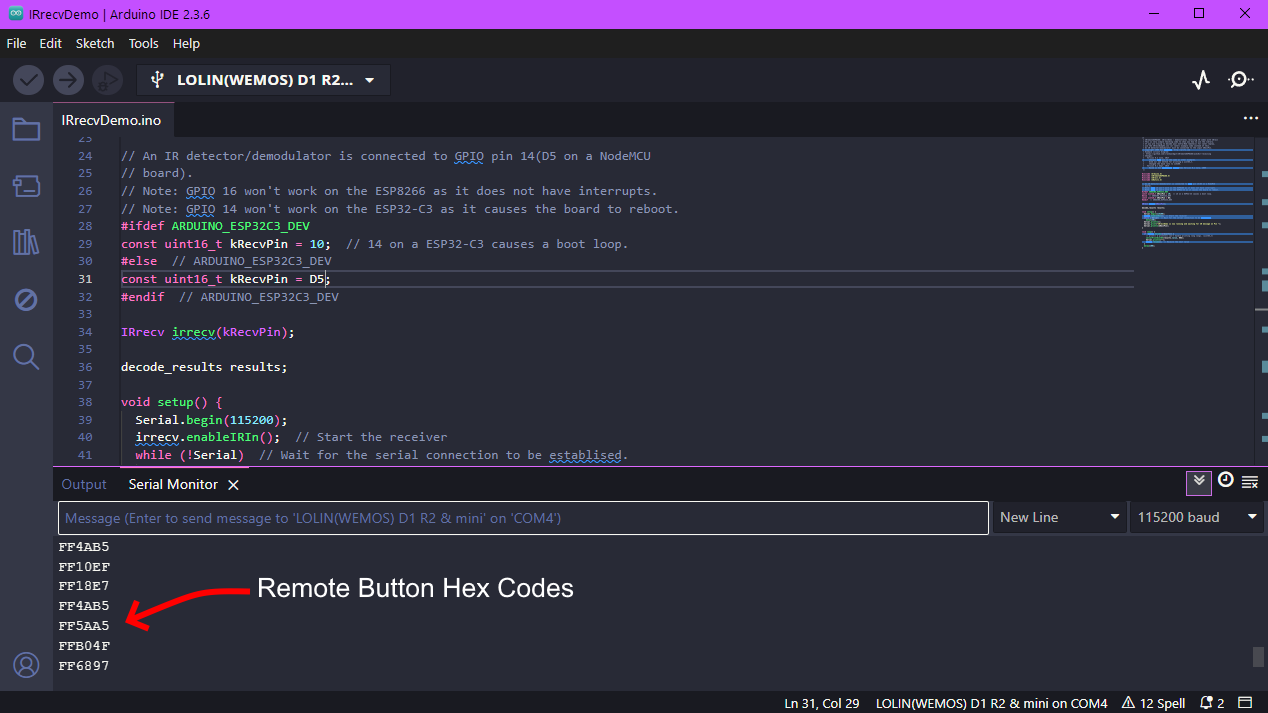 IRrecvDemo | Arduino IDE 2.3.6
File Edit Sketch Tools Help
LOLIN(WEMOS) D1 R2...
IRrecvDemo.ino
23
24 // An IR detector/demodulator is connected to GPIO pin 14(D5 on a NodeMCU
25 // board).
26 // Note: GPIO 16 won't work on the ESP8266 as it does not have interrupts.
27 // Note: GPIO 14 won't work on the ESP32-C3 as it causes the board to reboot.
28 #ifdef ARDUINO_ESP32C3_DEV
29 const uint16_t kRecvPin = 10;  // 14 on a ESP32-C3 causes a boot loop.
30 #else  // ARDUINO_ESP32C3_DEV
31 const uint16_t kRecvPin = D5;
32 #endif  // ARDUINO_ESP32C3_DEV
33
34 IRrecv irrecv(kRecvPin);
35
36 decode_results results;
37
38 void setup() {
39   Serial.begin(115200);
40   irrecv.enableIRIn();  // Start the receiver
41   while (!Serial)  // Wait for the serial connection to be establised.
Output Serial Monitor
Message (Enter to send message to 'LOLIN(WEMOS) D1 R2 & mini' on 'COM4') New Line 115200 baud
FF4AB5
FF10EF
FF18E7
Remote Button Hex Codes
FF4AB5
FF5AA5
FFB04F
FF6897
Ln 31, Col 29 LOLIN(WEMOS) D1 R2 & mini on COM4 12 Spell 2